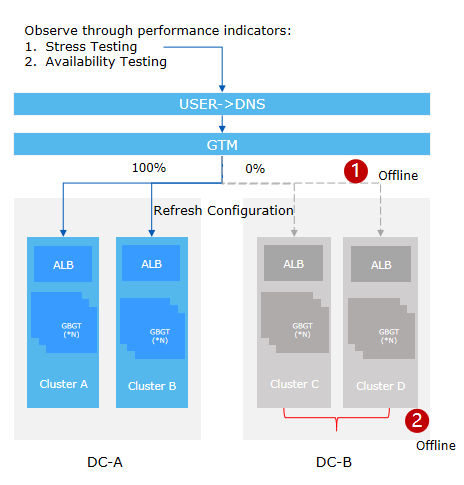 Observe through performance indicators:
1. Stress Testing
2. Availability Testing
USER->DNS
GTM
100%
0%
1
Offline
Refresh Configuration
ALB
ALB
ALB
ALB
GBGT
(*N)
GBGT
(*N)
GBGT
(*N)
GBGT
(*N)
Cluster A
Cluster B
Cluster C
Cluster D
2
Offline
DC-A
DC-B